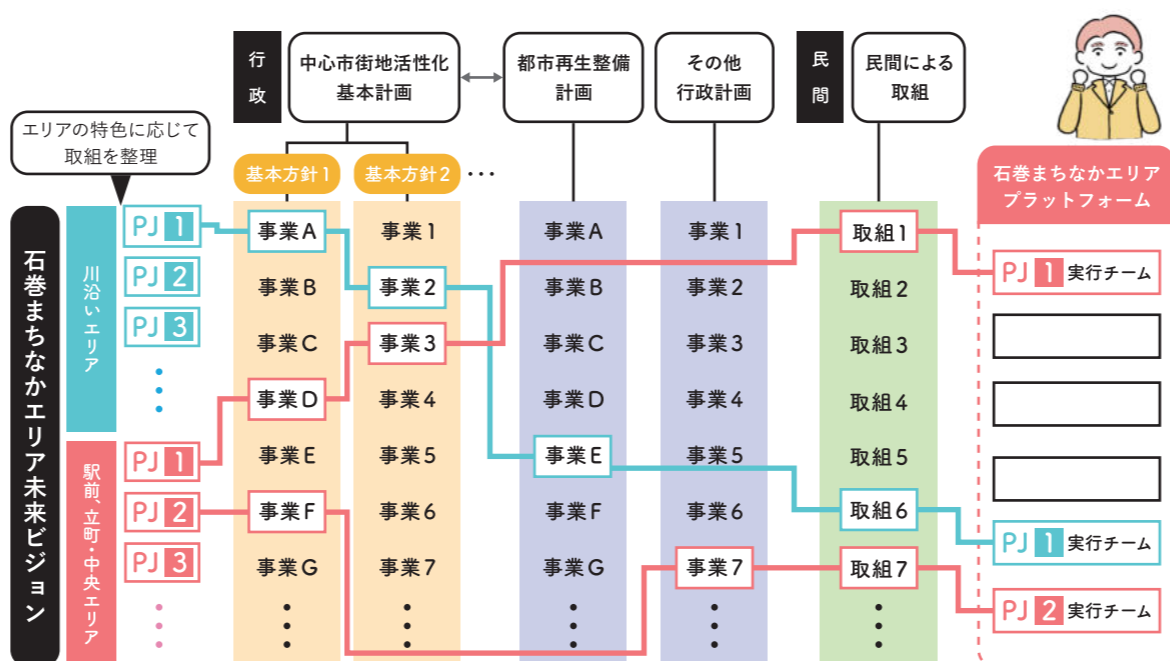 行政
中心市街地活性化
基本計画
都市再生整備
計画
その他
行政計画
民間
民間による
取組
エリアの特色に応じて
取組を整理
基本方針1
基本方針2
･･･
石巻まちなかエリア
プラットフォーム
石巻まちなかエリア未来ビジョン
川沿いエリア
PJ 1
PJ 2
PJ 3
駅前、立町・中央エリア
PJ 1
PJ 2
PJ 3
事業A
事業B
事業C
事業D
事業E
事業F
事業G
事業1
事業2
事業3
事業4
事業5
事業6
事業7
事業A
事業B
事業C
事業D
事業E
事業F
事業G
事業1
事業2
事業3
事業4
事業5
事業6
事業7
取組1
取組2
取組3
取組4
取組5
取組6
取組7
PJ 1 実行チーム
PJ 1 実行チーム
PJ 2 実行チーム